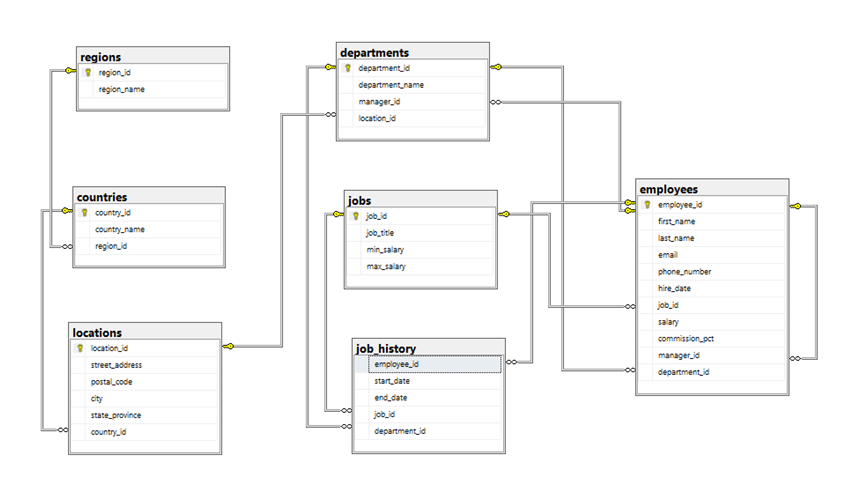 regions
region_id
region_name
countries
country_id
country_name
region_id
locations
location_id
street_address
postal_code
city
state_province
country_id
departments
department_id
department_name
manager_id
location_id
jobs
job_id
job_title
min_salary
max_salary
job_history
employee_id
start_date
end_date
job_id
department_id
employees
employee_id
first_name
last_name
email
phone_number
hire_date
job_id
salary
commission_pct
manager_id
department_id